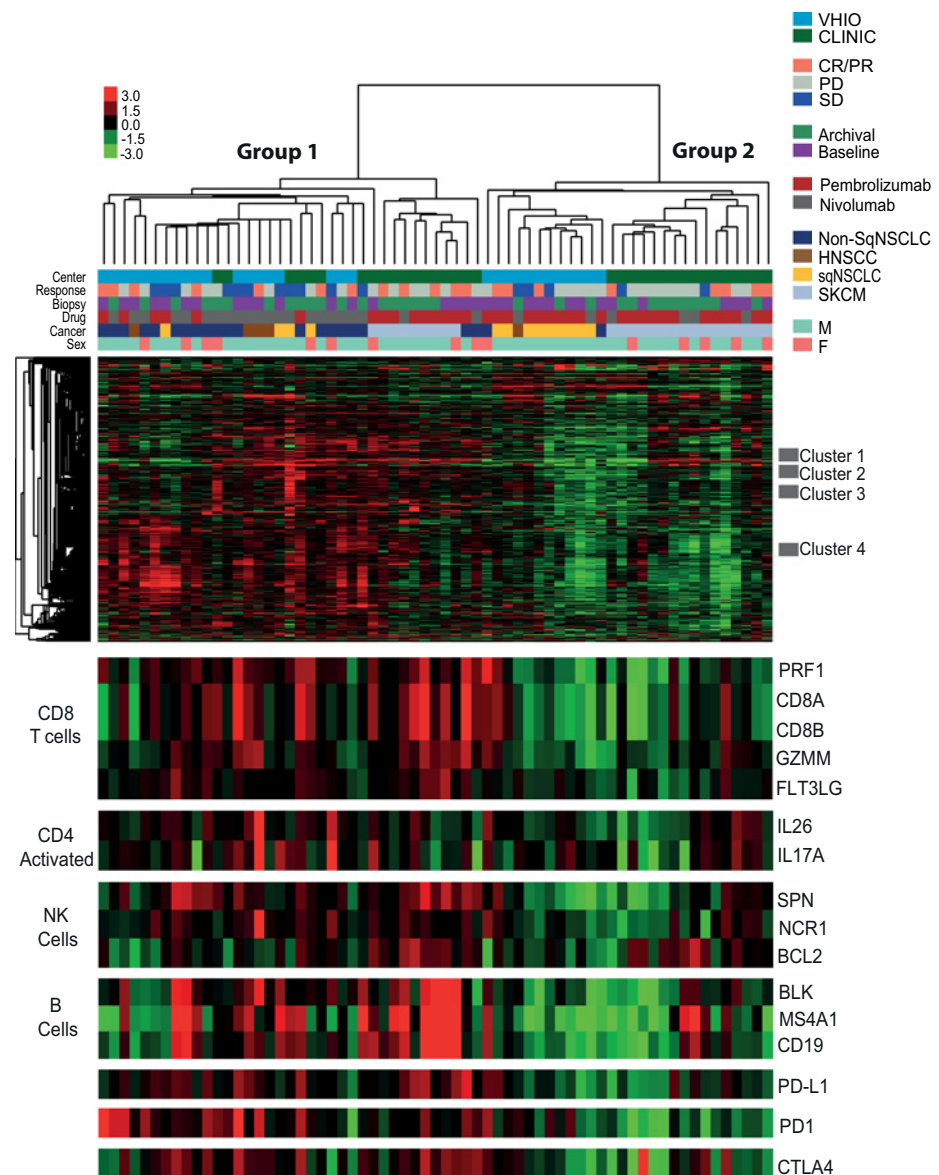 VHIO
CLINIC
CR/PR
PD
SD
Archival
Baseline
Pembrolizumab
Nivolumab
Non-SqNSCLC
HNSCC
sqNSCLC
SKCM
M
F
3.0
1.5
0.0
-1.5
-3.0
Group 1
Group 2
Center
Response
Biopsy
Drug
Cancer
Sex
Cluster 1
Cluster 2
Cluster 3
Cluster 4
CD8
T cells
PRF1
CD8A
CD8B
GZMM
FLT3LG
CD4
Activated
IL26
IL17A
NK
Cells
SPN
NCR1
BCL2
B
Cells
BLK
MS4A1
CD19
PD-L1
PD1
CTLA4